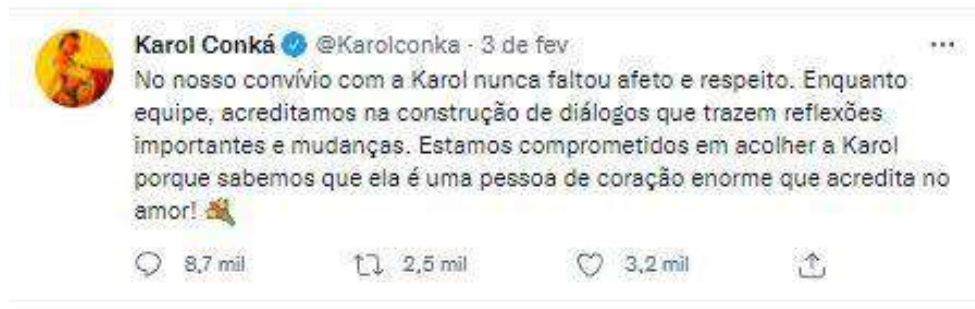 Karol Conká @Karolconka · 3 de fev
No nosso convívio com a Karol nunca faltou afeto e respeito. Enquanto
equipe, acreditamos na construção de diálogos que trazem reflexões
importantes e mudanças. Estamos comprometidos em acolher a Karol
porque sabemos que ela é uma pessoa de coração enorme que acredita no
amor! 💐
8,7 mil 2,5 mil 3,2 mil